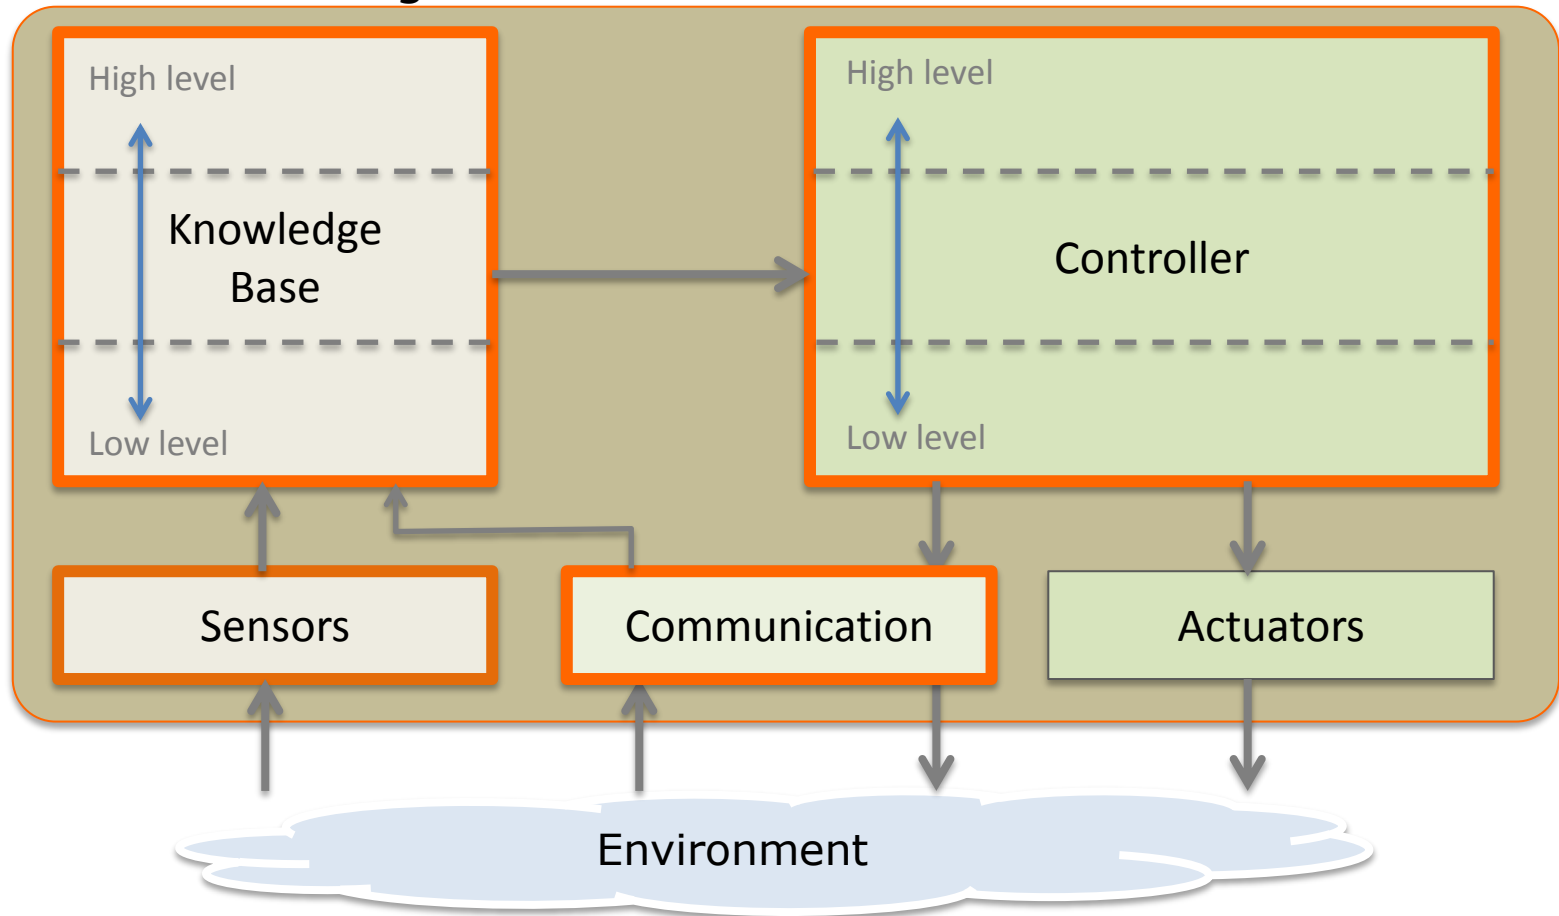 High level
Knowledge
Base
Low level
High level
Controller
Low level
Sensors
Communication
Actuators
Environment